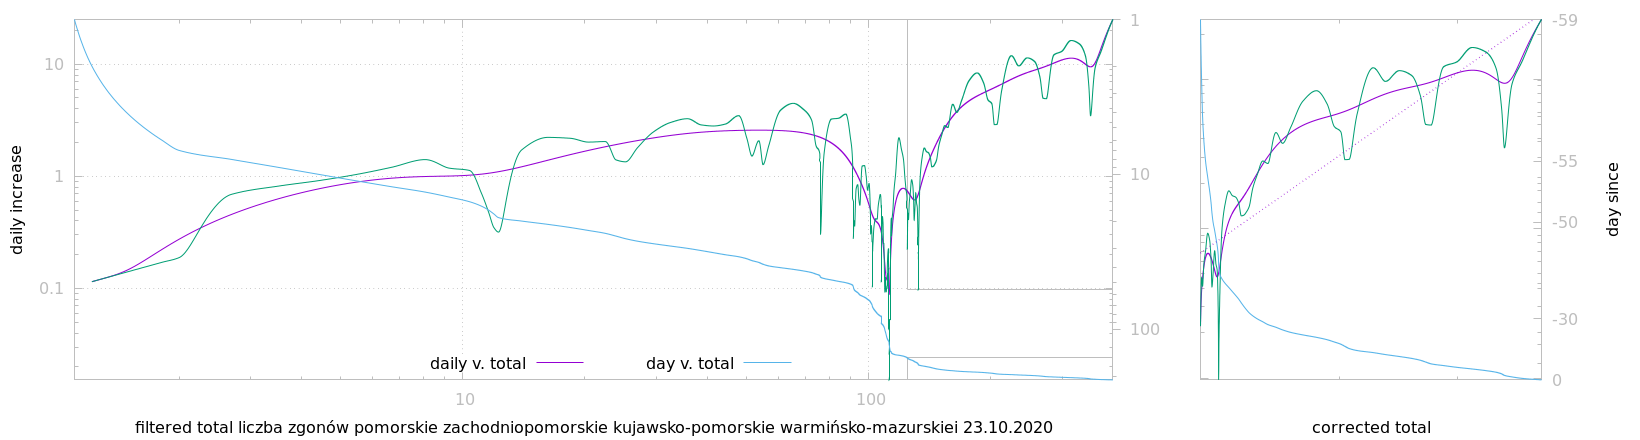 1
-59
10
daily increase
1
10
-55
-50
day since
0.1
-30
100
daily v. total
day v. total
0
10
100
filtered total liczba zgonów pomorskie zachodniopomorskie kujawsko-pomorskie warmińsko-mazurskiei 23.10.2020
corrected total